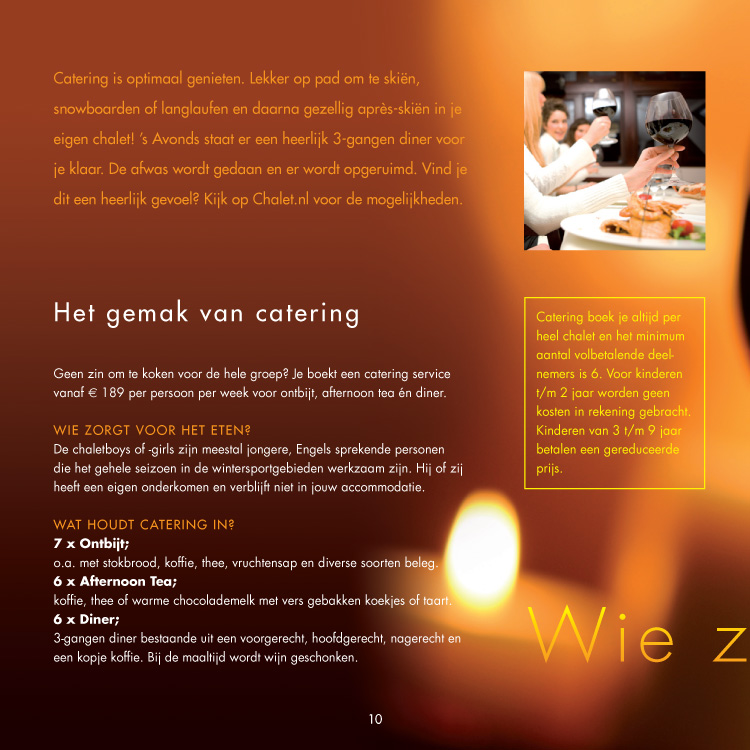 Catering is optimaal genieten. Lekker op pad om te skiën,
snowboarden of langlaufen en daarna gezellig après-skiën in je
eigen chalet! ’s Avonds staat er een heerlijk 3-gangen diner voor
je klaar. De afwas wordt gedaan en er wordt opgeruimd. Vind je
dit een heerlijk gevoel? Kijk op Chalet.nl voor de mogelijkheden.
Het gemak van catering
Geen zin om te koken voor de hele groep? Je boekt een catering service
vanaf € 189 per persoon per week voor ontbijt, afternoon tea én diner.
WIE ZORGT VOOR HET ETEN?
De chaletboys of -girls zijn meestal jongere, Engels sprekende personen
die het gehele seizoen in de wintersportgebieden werkzaam zijn. Hij of zij
heeft een eigen onderkomen en verblijft niet in jouw accommodatie.
WAT HOUDT CATERING IN?
7 x Ontbijt;
o.a. met stokbrood, koffie, thee, vruchtensap en diverse soorten beleg.
6 x Afternoon Tea;
koffie, thee of warme chocolademelk met vers gebakken koekjes of taart.
6 x Diner;
3-gangen diner bestaande uit een voorgerecht, hoofdgerecht, nagerecht en
een kopje koffie. Bij de maaltijd wordt wijn geschonken.
Catering boek je altijd per
heel chalet en het minimum
aantal volbetalende deel-
nemers is 6. Voor kinderen
t/m 2 jaar worden geen
kosten in rekening gebracht.
Kinderen van 3 t/m 9 jaar
betalen een gereduceerde
prijs.
Wie z
10